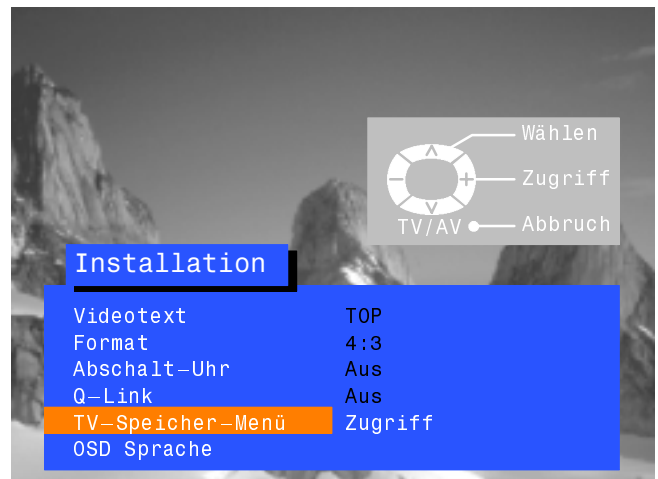 Wählen
Zugriff
TV/AV Abbruch
Installation
Videotext TOP
Format 4:3
Abschalt–Uhr Aus
Q–Link Aus
TV–Speicher–Menü Zugriff
OSD Sprache